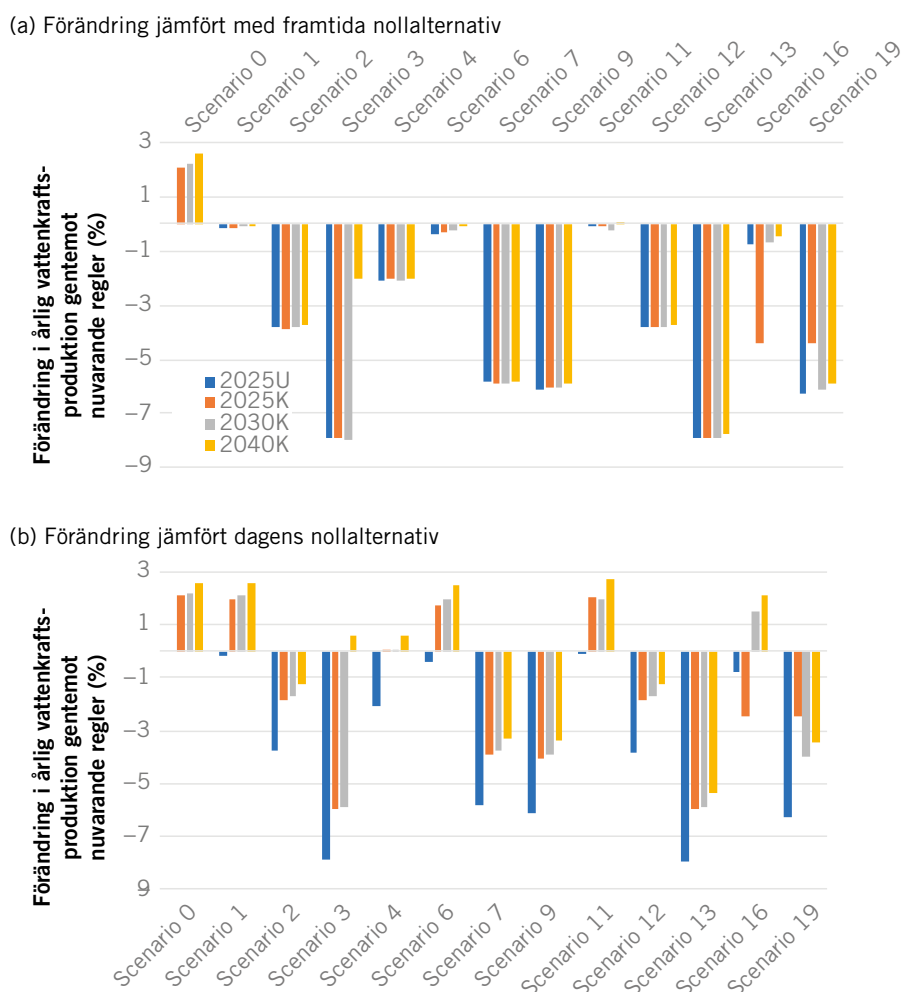 (a) Förändring jämfört med framtida nollalternativ
Scenario 0
Scenario 1
Scenario 2
Scenario 3
Scenario 4
Scenario 6
Scenario 7
Scenario 9
Scenario 11
Scenario 12
Scenario 13
Scenario 16
Scenario 19
Förändring i årlig vattenkrafts-
produktion gentemot
nuvarande regler (%)
3
1
–1
–3
–5
–7
–9
2025U
2025K
2030K
2040K
(b) Förändring jämfört dagens nollalternativ
Förändring i årlig vattenkrafts-
produktion gentemot
nuvarande regler (%)
3
1
–1
–3
–5
–7
9
Scenario 0
Scenario 1
Scenario 2
Scenario 3
Scenario 4
Scenario 6
Scenario 7
Scenario 9
Scenario 11
Scenario 12
Scenario 13
Scenario 16
Scenario 19